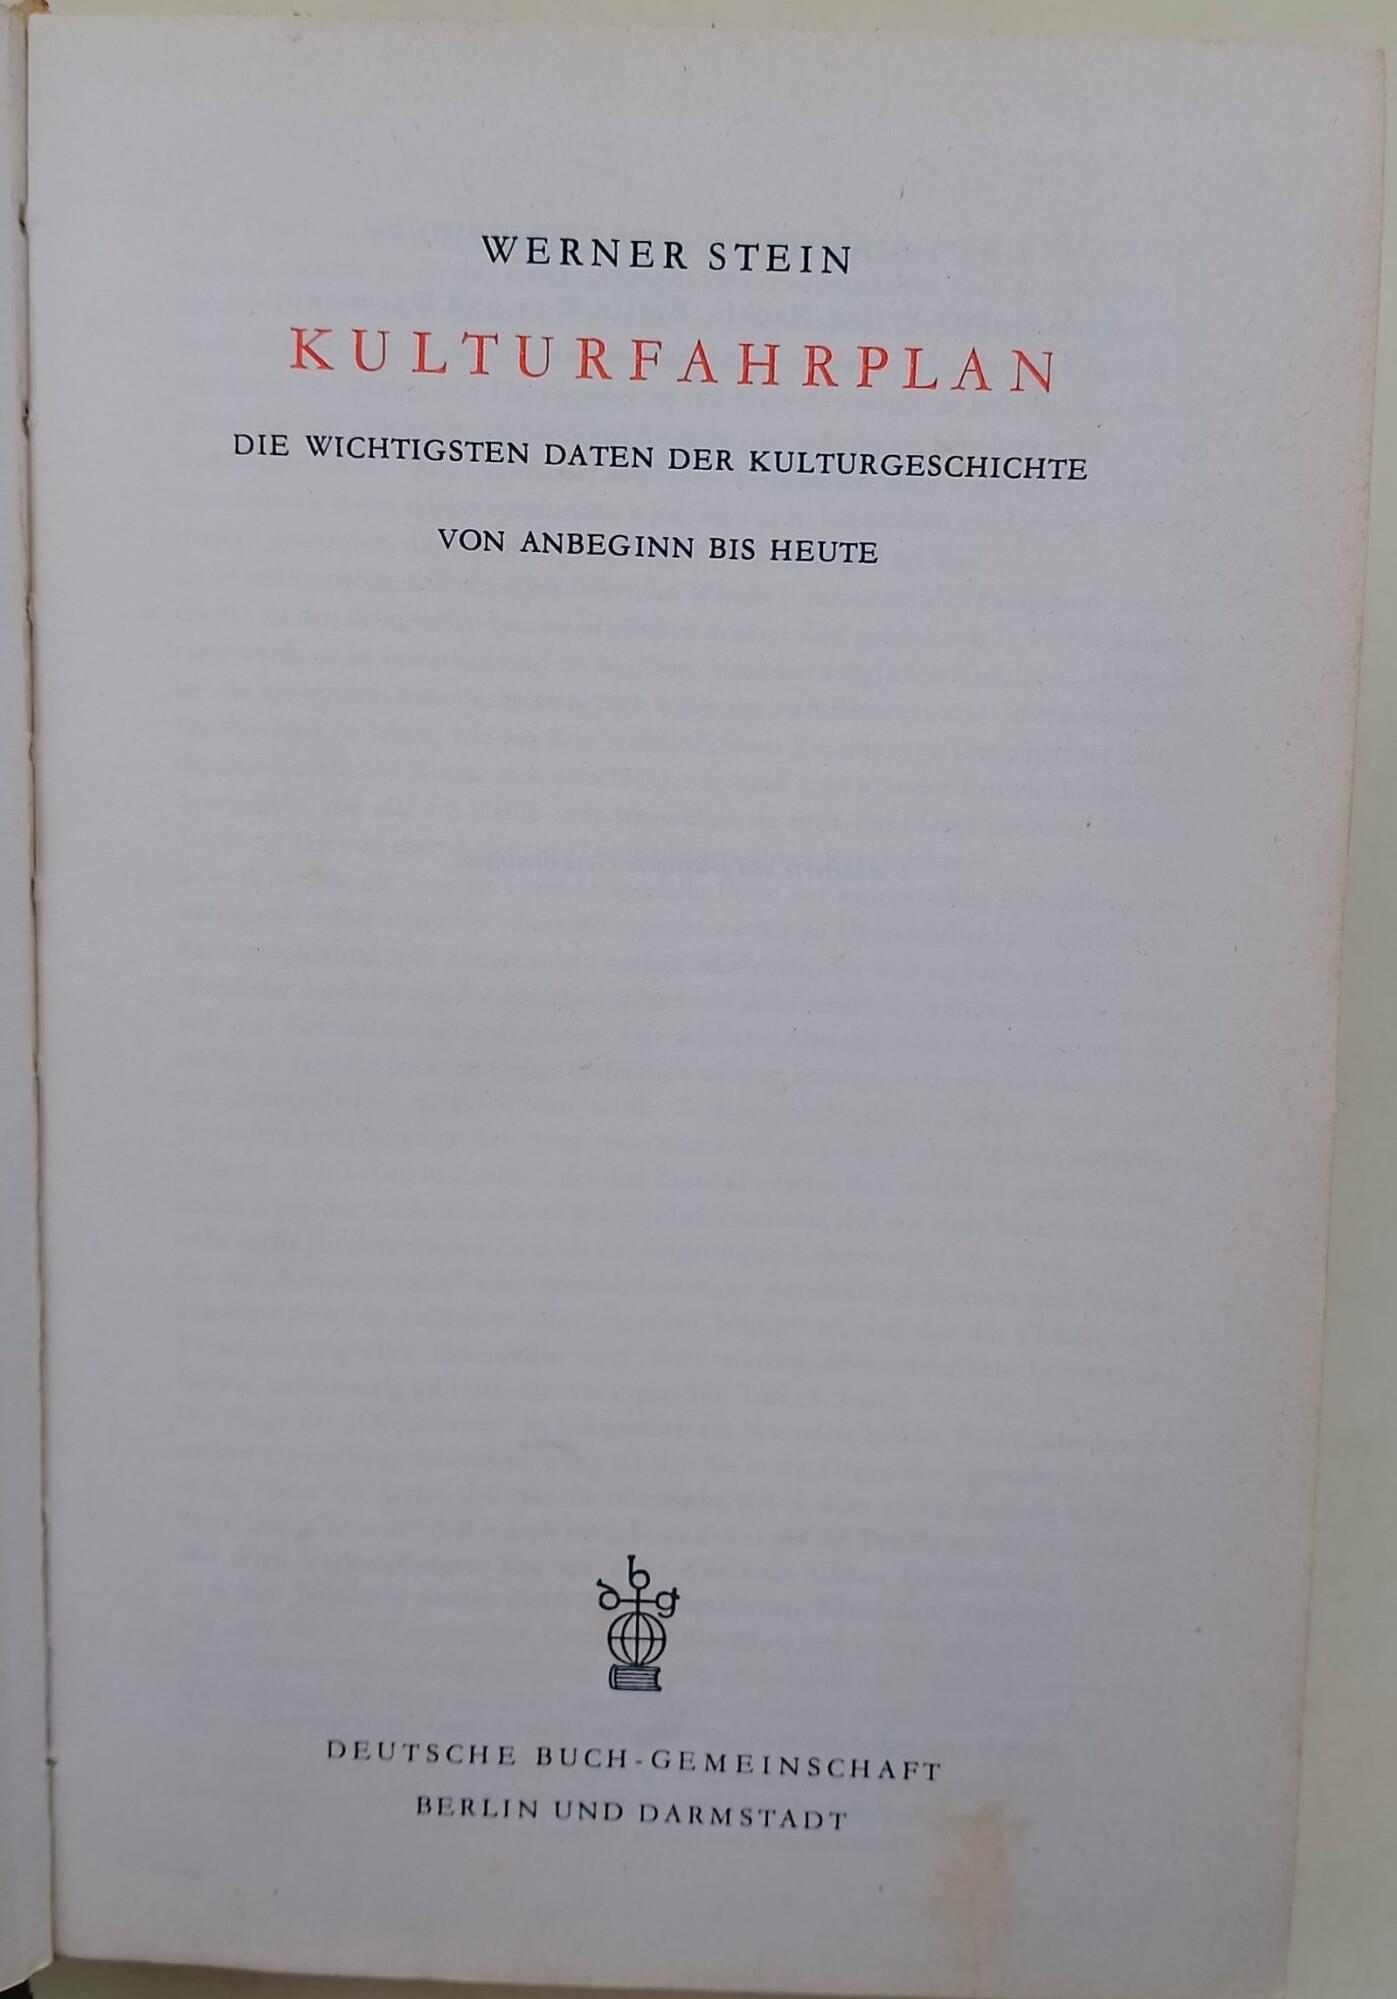 WERNER STEIN
KULTURFAHRPLAN
DIE WICHTIGSTEN DATEN DER KULTURGESCHICHTE
VON ANBEGINN BIS HEUTE
dbg
DEUTSCHE BUCH-GEMEINSCHAFT
BERLIN UND DARMSTADT